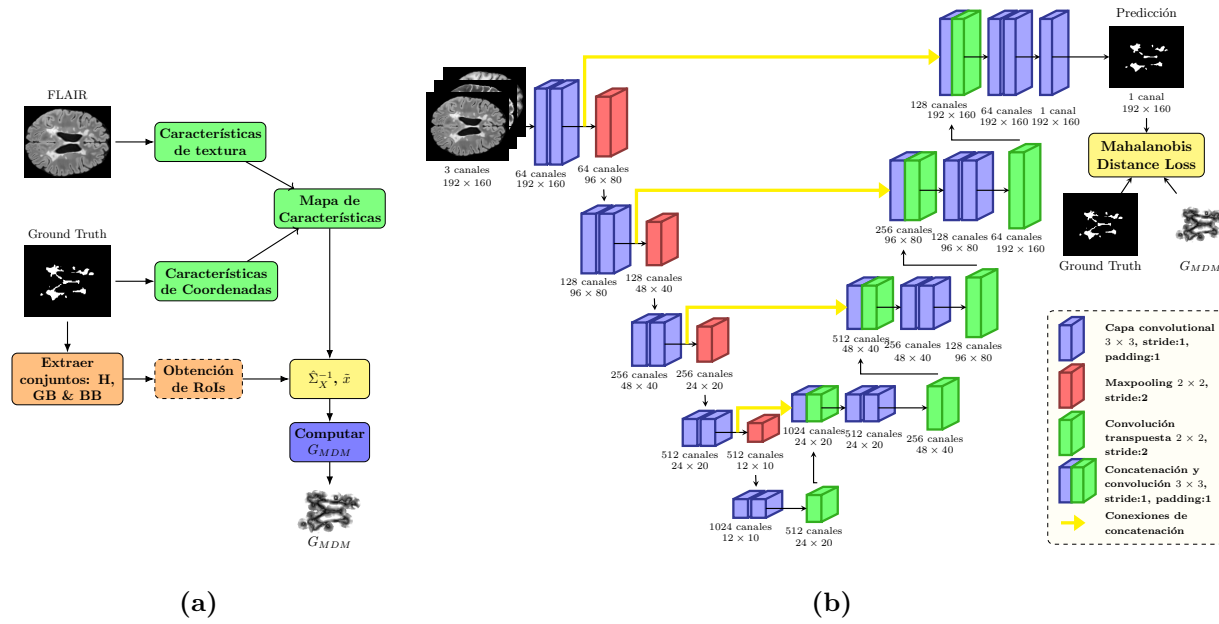 FLAIR
Características
de textura
Mapa de
Características
Ground Truth
Características
de Coordenadas
Extraer
conjuntos: H,
GB & BB
Obtención
de RoIs
Σ̂_X^{-1}, x̃
Computar
G_{MDM}
G_{MDM}
(a)
3 canales
192 × 160
64 canales
192 × 160
64 canales
96 × 80
128 canales
96 × 80
128 canales
48 × 40
256 canales
48 × 40
256 canales
24 × 20
512 canales
24 × 20
512 canales
12 × 10
1024 canales
12 × 10
512 canales
24 × 20
1024 canales
24 × 20
512 canales
24 × 20
256 canales
48 × 40
512 canales
48 × 40
256 canales
48 × 40
128 canales
96 × 80
256 canales
96 × 80
128 canales
96 × 80
64 canales
192 × 160
128 canales
192 × 160
64 canales
192 × 160
1 canal
192 × 160
Predicción
1 canal
192 × 160
Mahalanobis
Distance Loss
Ground Truth
G_{MDM}
Capa convolutional
3 × 3, stride:1,
padding:1
Maxpooling 2 × 2,
stride:2
Convolución
transpuesta 2 × 2,
stride:2
Concatenación y
convolución 3 × 3,
stride:1, padding:1
Conexiones de
concatenación
(b)